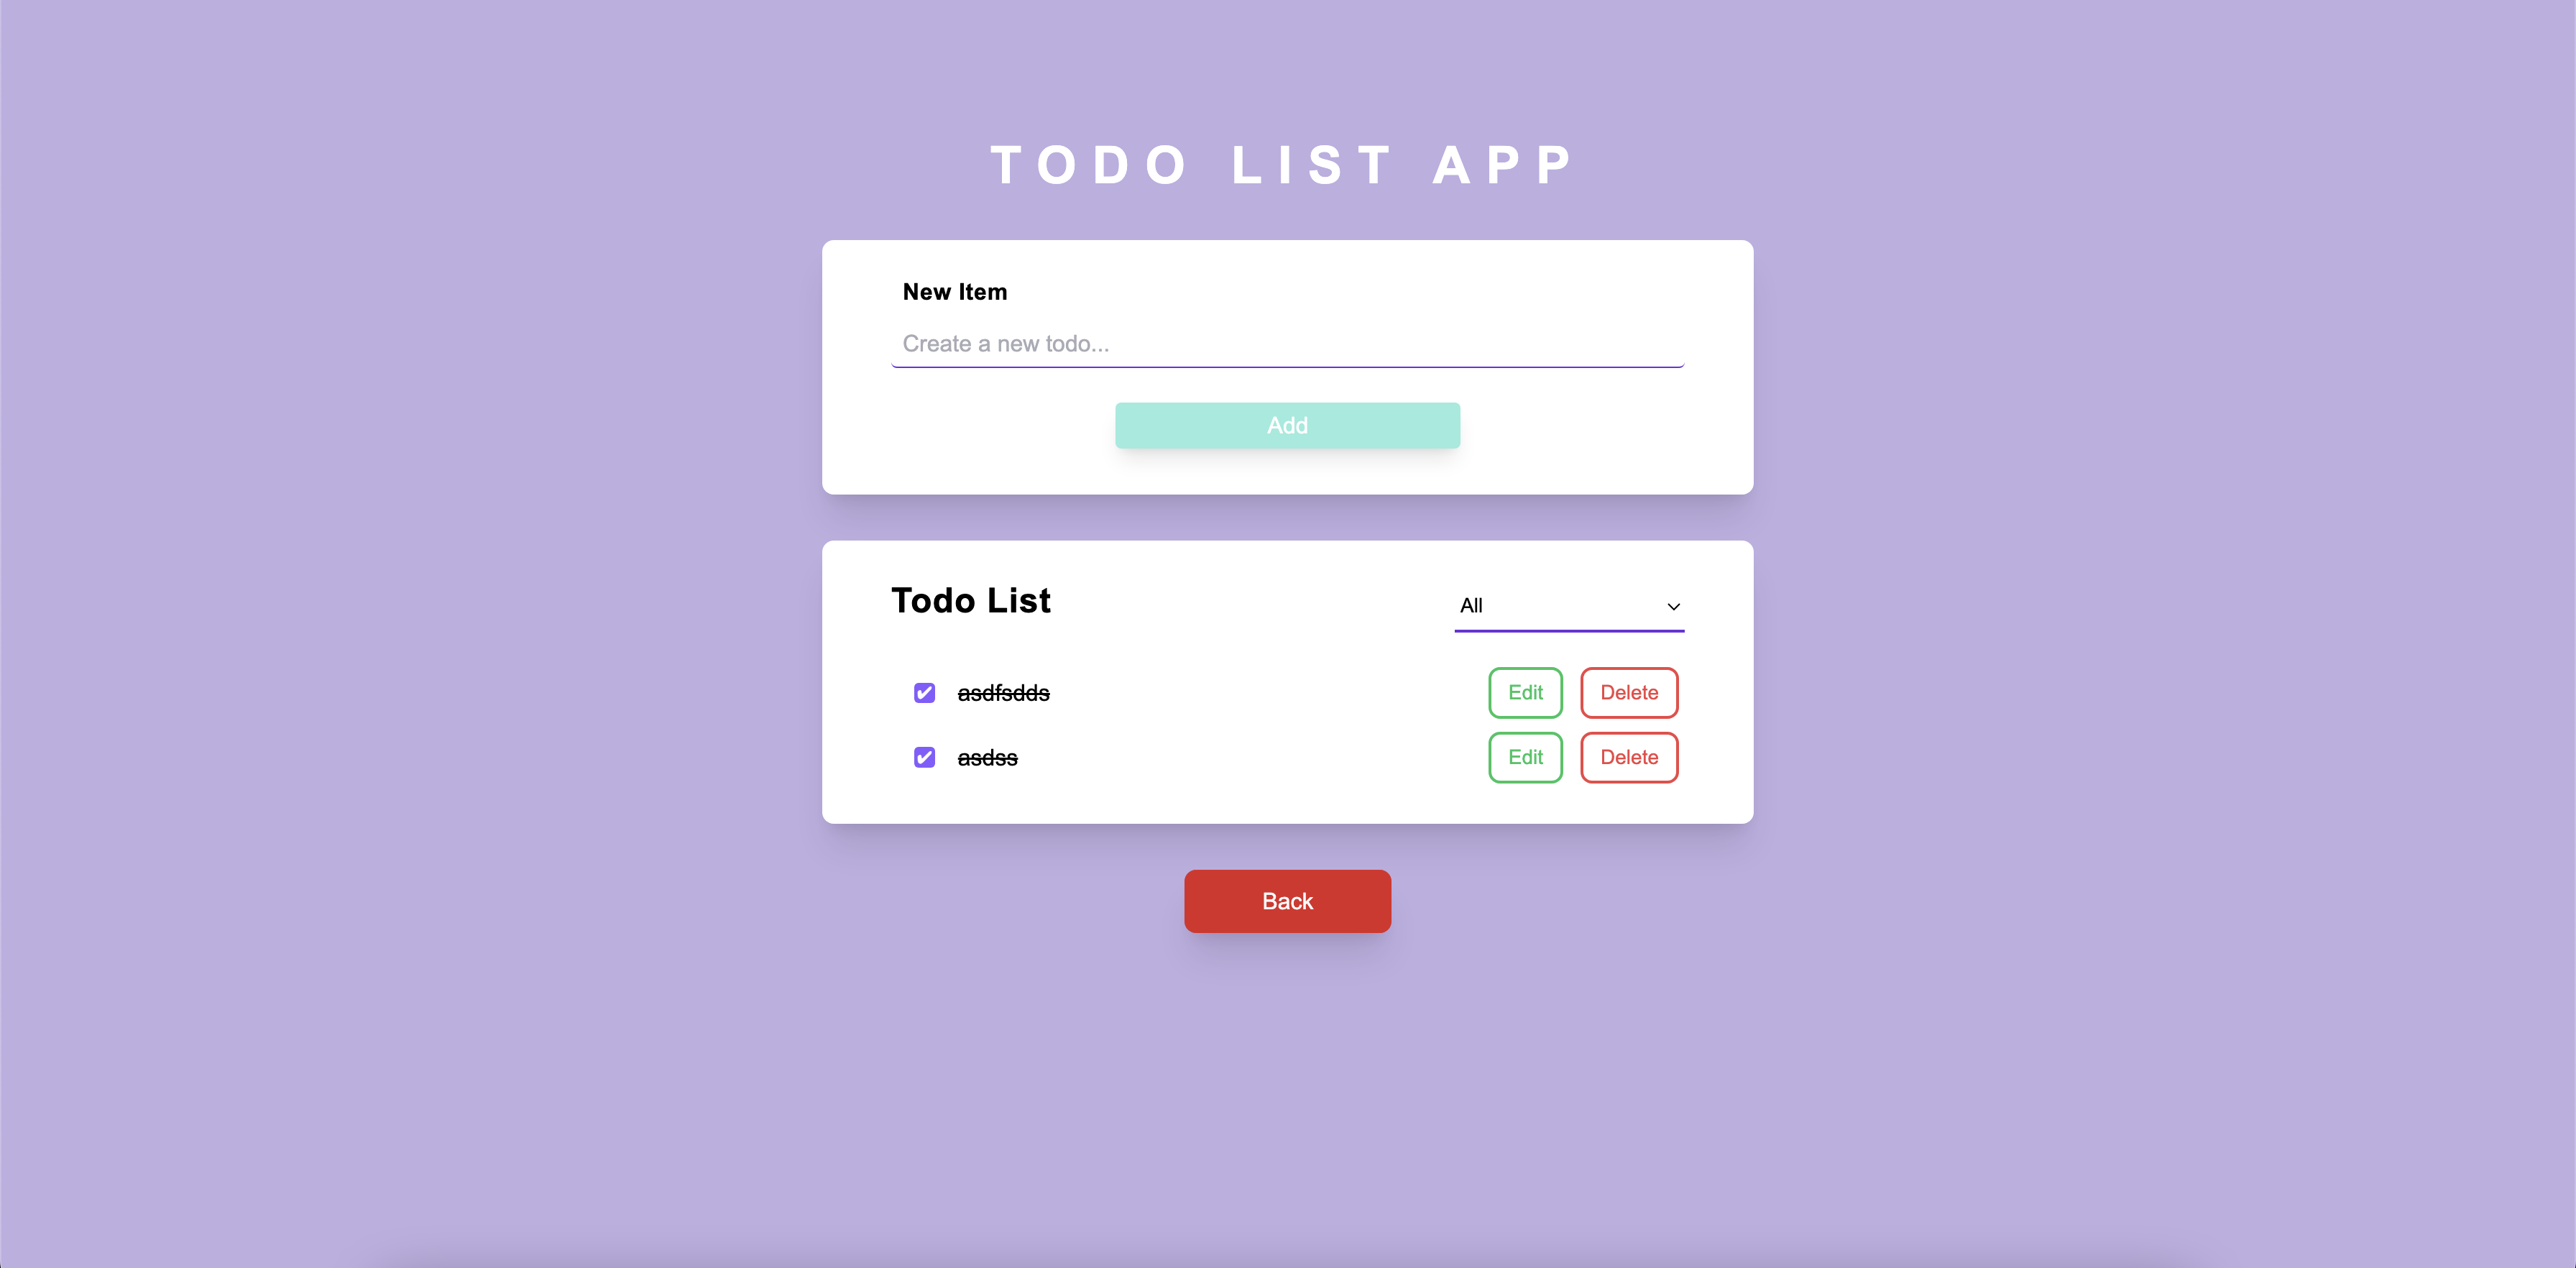 TODO LIST APP
New Item
Create a new todo...
Add
Todo List
All
asdfsdds
Edit
Delete
asdss
Edit
Delete
Back